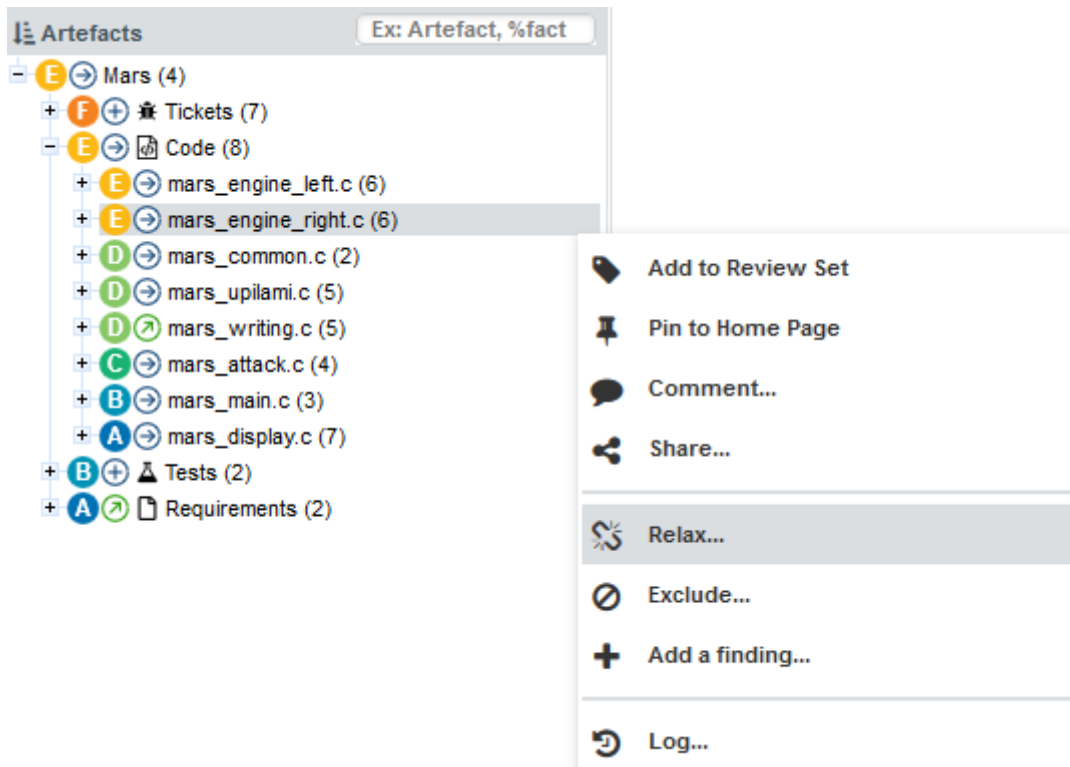 Artefacts
Ex: Artefact, %fact
E Mars (4)
F Tickets (7)
E Code (8)
E mars_engine_left.c (6)
E mars_engine_right.c (6)
D mars_common.c (2)
D mars_upilami.c (5)
D mars_writing.c (5)
C mars_attack.c (4)
B mars_main.c (3)
A mars_display.c (7)
B Tests (2)
A Requirements (2)
Add to Review Set
Pin to Home Page
Comment...
Share...
Relax...
Exclude...
Add a finding...
Log...